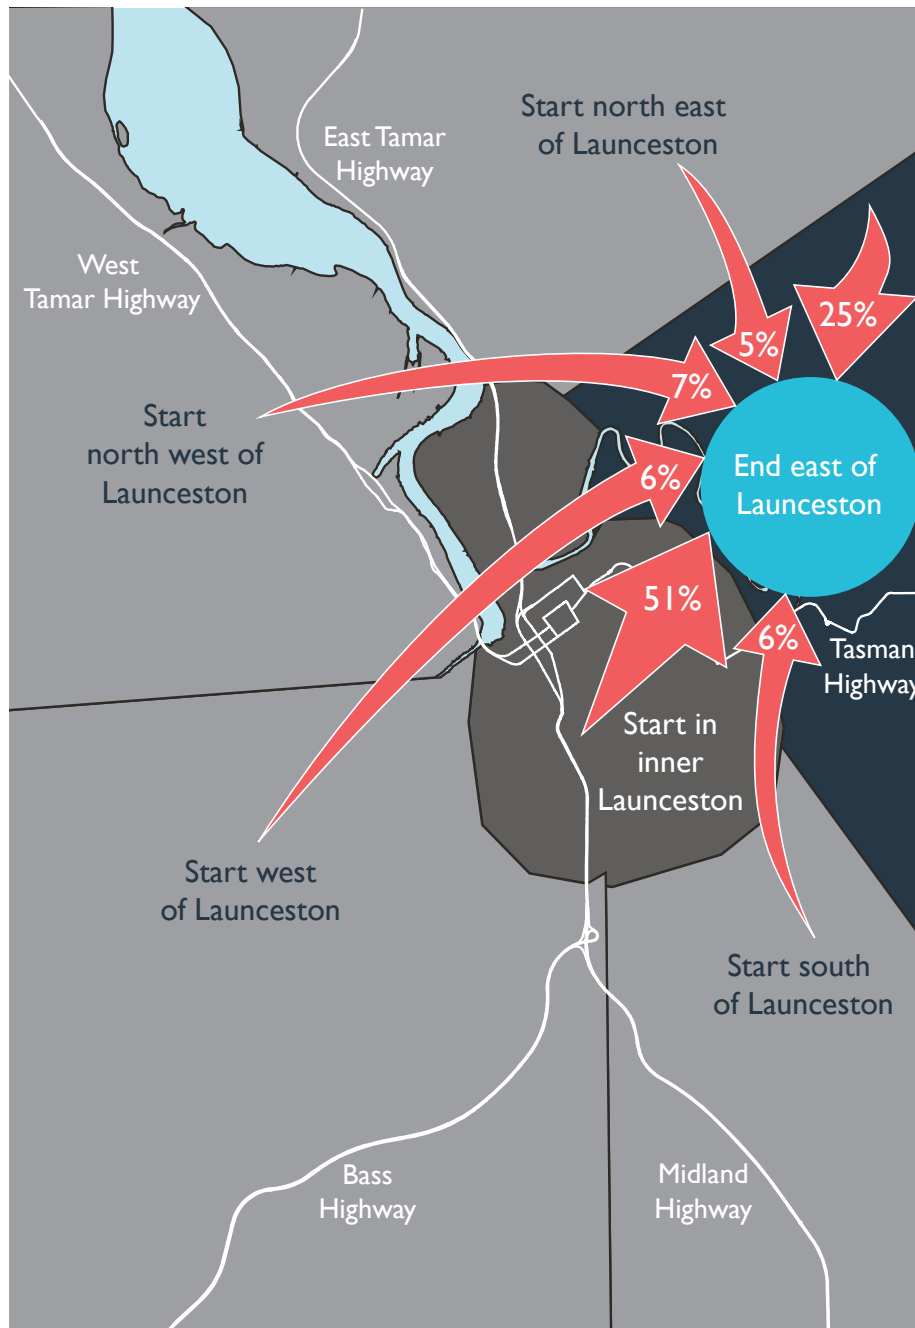 Start north east
of Launceston
East Tamar
Highway
West
Tamar Highway
25%
5%
7%
Start
north west of
Launceston
6%
End east of
Launceston
51%
6%
Tasman
Highway
Start in
inner
Launceston
Start west
of Launceston
Start south
of Launceston
Bass
Highway
Midland
Highway